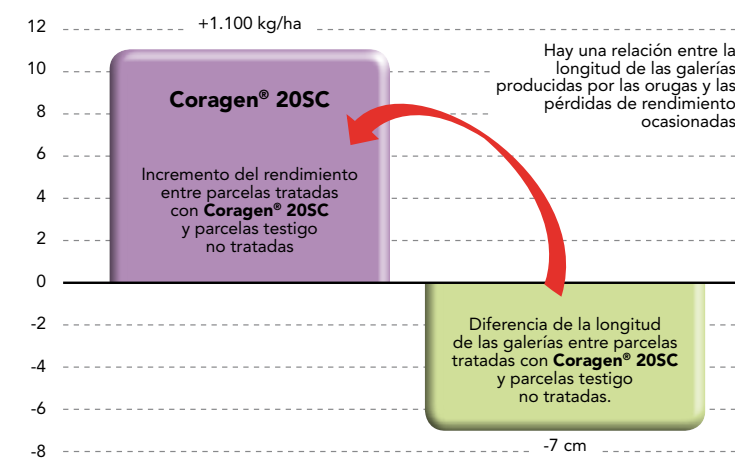 12
+1.100 kg/ha
Hay una relación entre la
longitud de las galerías
producidas por las orugas y las
pérdidas de rendimiento
ocasionadas
10
8
6
4
2
0
-2
-4
-6
-8
Coragen® 20SC
Incremento del rendimiento
entre parcelas tratadas
con Coragen® 20SC
y parcelas testigo
no tratadas
Diferencia de la longitud
de las galerías entre parcelas
tratadas con Coragen® 20SC
y parcelas testigo
no tratadas.
-7 cm